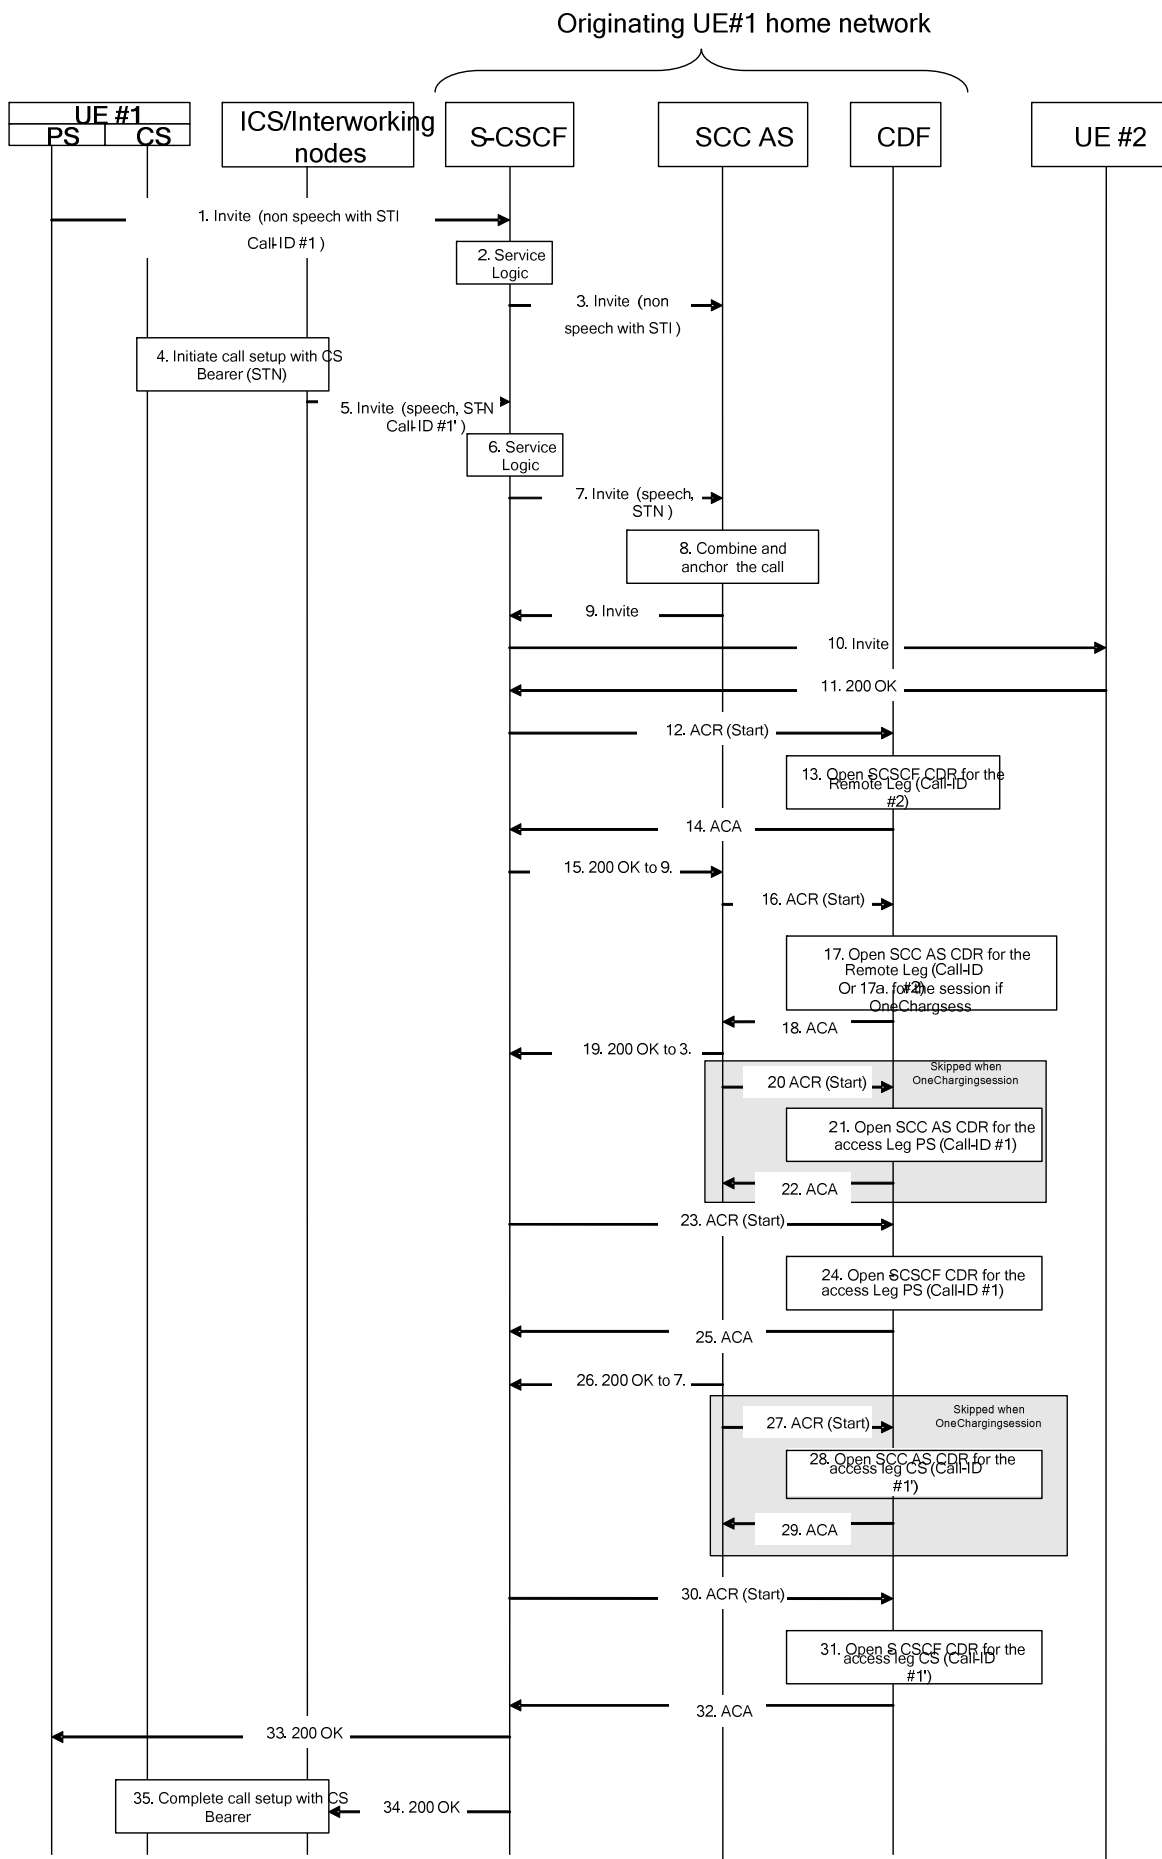 Originating UE#1 home network
UE #1
PS
CS
ICS/Interworking
nodes
S-CSCF
SCC AS
CDF
UE #2
1. Invite (non speech with STI
Call-ID #1 )
2. Service
Logic
3. Invite (non
speech with STI )
4. Initiate call setup with CS
Bearer (STN)
5. Invite (speech, STN
Call-ID #1' )
6. Service
Logic
7. Invite (speech,
STN )
8. Combine and
anchor the call
9. Invite
10. Invite
11. 200 OK
12. ACR (Start)
13. Open SCSCF CDR for the
Remote Leg (Call-ID
#2)
14. ACA
15. 200 OK to 9.
16. ACR (Start)
17. Open SCC AS CDR for the
Remote Leg (Call-ID
#2)
Or 17a. for the session if
OneChargsess
18. ACA
19. 200 OK to 3.
Skipped when
OneChargingsession
20 ACR (Start)
21. Open SCC AS CDR for the
access Leg PS (Call-ID #1)
22. ACA
23. ACR (Start)
24. Open SCSCF CDR for the
access Leg PS (Call-ID #1)
25. ACA
26. 200 OK to 7.
Skipped when
OneChargingsession
27. ACR (Start)
28. Open SCC AS CDR for the
access leg CS (Call-ID
#1')
29. ACA
30. ACR (Start)
31. Open S CSCF CDR for the
access leg CS (Call-ID
#1')
32. ACA
33. 200 OK
34. 200 OK
35. Complete call setup with CS
Bearer